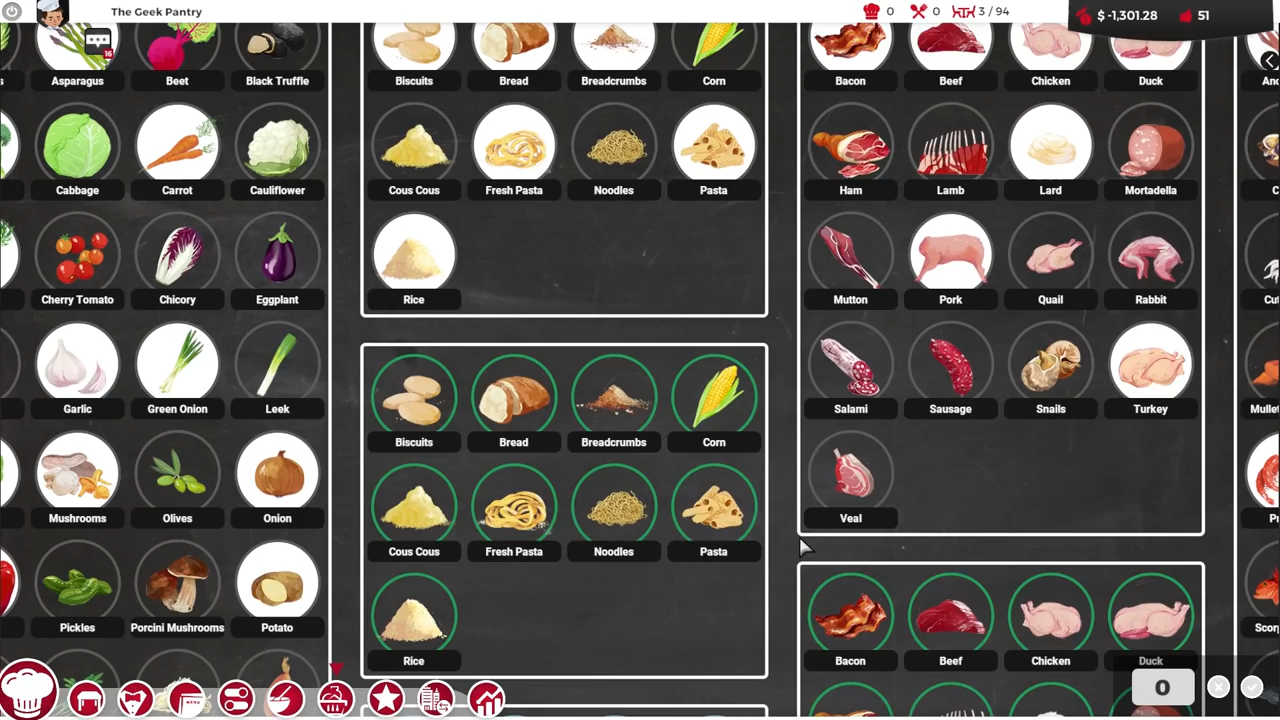 The Geek Pantry 0 0 3 / 94 $ -1,301.28 51
16
Asparagus Beet Black Truffle Biscuits Bread Breadcrumbs Corn Bacon Beef Chicken Duck
Cabbage Carrot Cauliflower Cous Cous Fresh Pasta Noodles Pasta Ham Lamb Lard Mortadella
Cherry Tomato Chicory Eggplant Rice Mutton Pork Quail Rabbit
Garlic Green Onion Leek Biscuits Bread Breadcrumbs Corn Salami Sausage Snails Turkey
Mushrooms Olives Onion Cous Cous Fresh Pasta Noodles Pasta Veal
Pickles Porcini Mushrooms Potato Rice Bacon Beef Chicken Duck
MENU
0